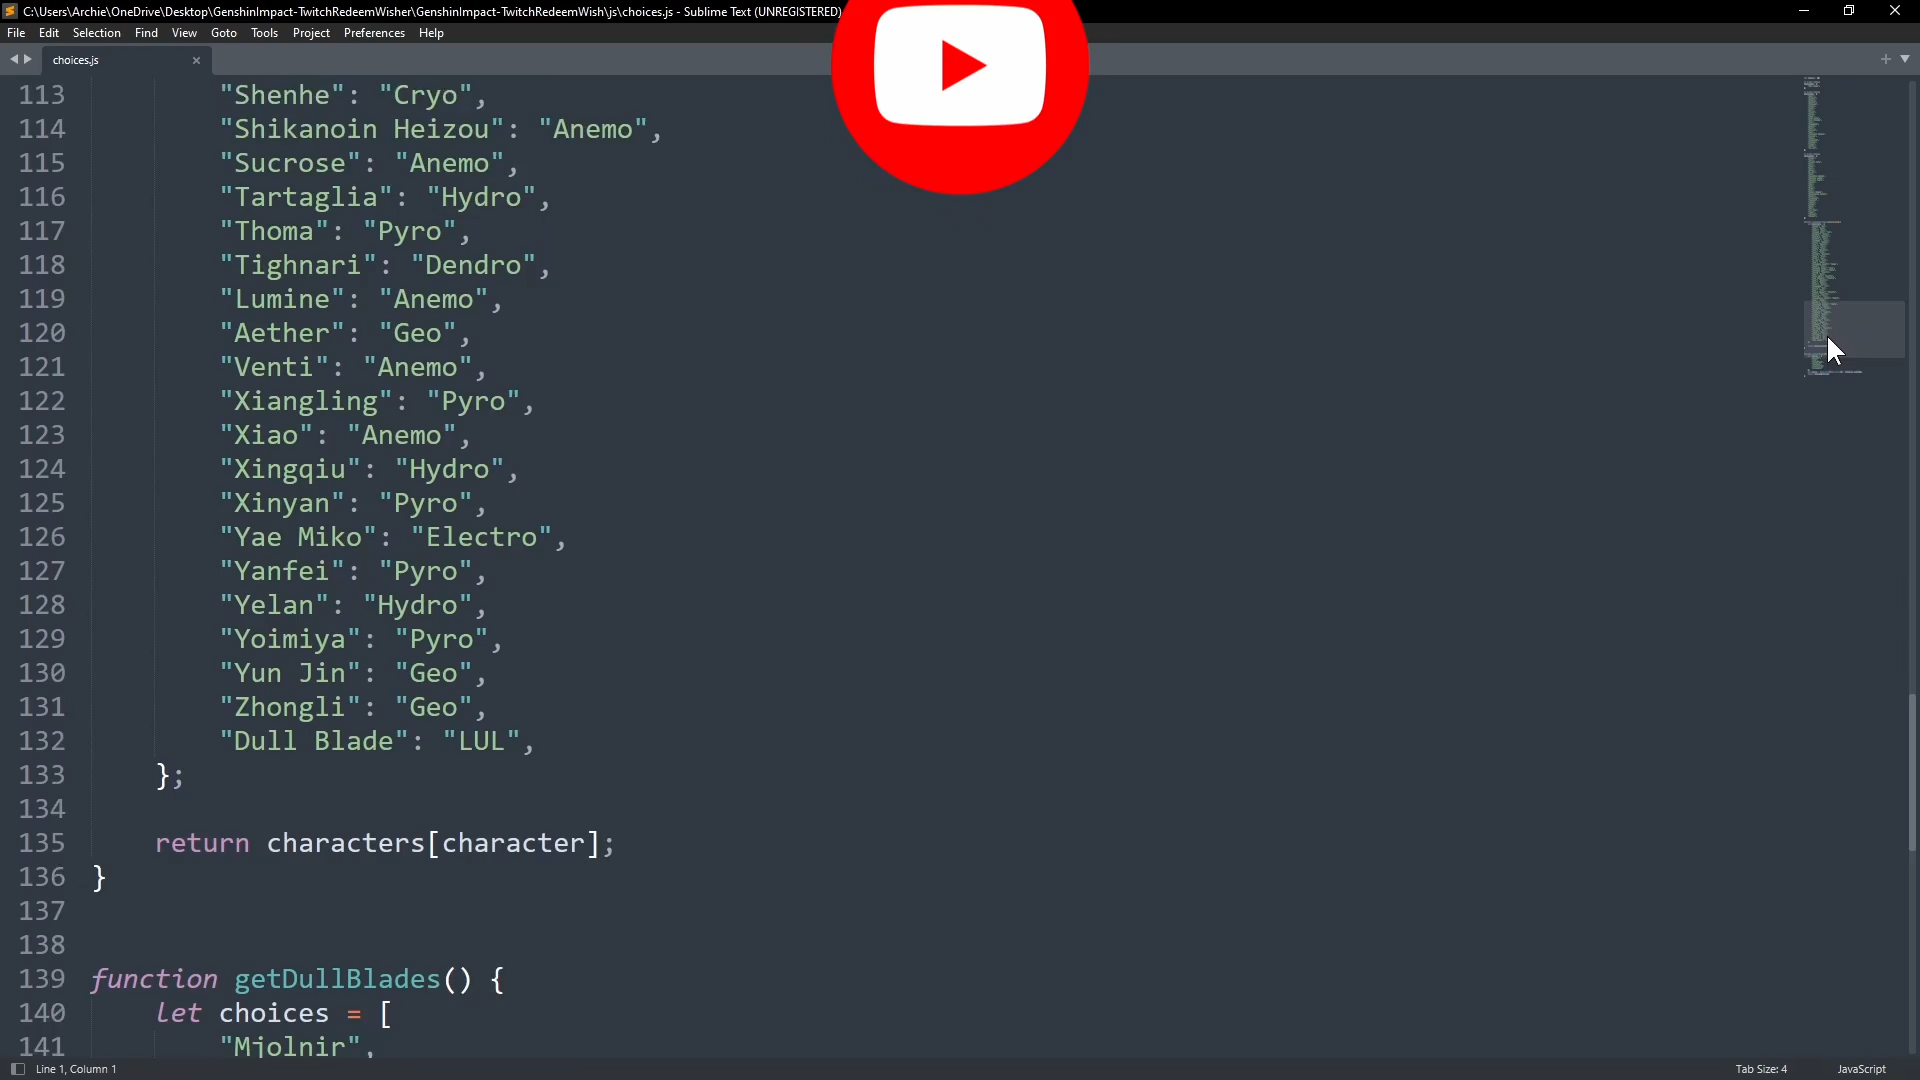 C:\Users\Archie\OneDrive\Desktop\GenshinImpact-TwitchRedeemWisher\GenshinImpact-TwitchRedeemWish\js\choices.js - Sublime Text (UNREGISTERED)
File Edit Selection Find View Goto Tools Project Preferences Help
choices.js
113 "Shenhe": "Cryo",
114 "Shikanoin Heizou": "Anemo",
115 "Sucrose": "Anemo",
116 "Tartaglia": "Hydro",
117 "Thoma": "Pyro",
118 "Tighnari": "Dendro",
119 "Lumine": "Anemo",
120 "Aether": "Geo",
121 "Venti": "Anemo",
122 "Xiangling": "Pyro",
123 "Xiao": "Anemo",
124 "Xingqiu": "Hydro",
125 "Xinyan": "Pyro",
126 "Yae Miko": "Electro",
127 "Yanfei": "Pyro",
128 "Yelan": "Hydro",
129 "Yoimiya": "Pyro",
130 "Yun Jin": "Geo",
131 "Zhongli": "Geo",
132 "Dull Blade": "LUL",
133 };
134
135 return characters[character];
136 }
137
138
139 function getDullBlades() {
140 let choices = [
141 "Mjolnir",
Line 1, Column 1 Tab Size: 4 JavaScript